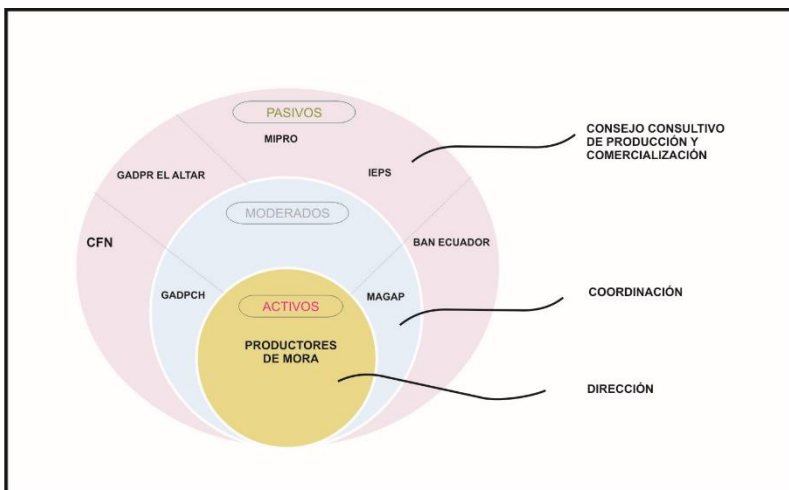 PASIVOS
MIPRO
CONSEJO CONSULTIVO
DE PRODUCCIÓN Y
COMERCIALIZACIÓN
GADPR EL ALTAR
IEPS
MODERADOS
CFN
BAN ECUADOR
GADPCH
MAGAP
COORDINACIÓN
ACTIVOS
PRODUCTORES
DE MORA
DIRECCIÓN